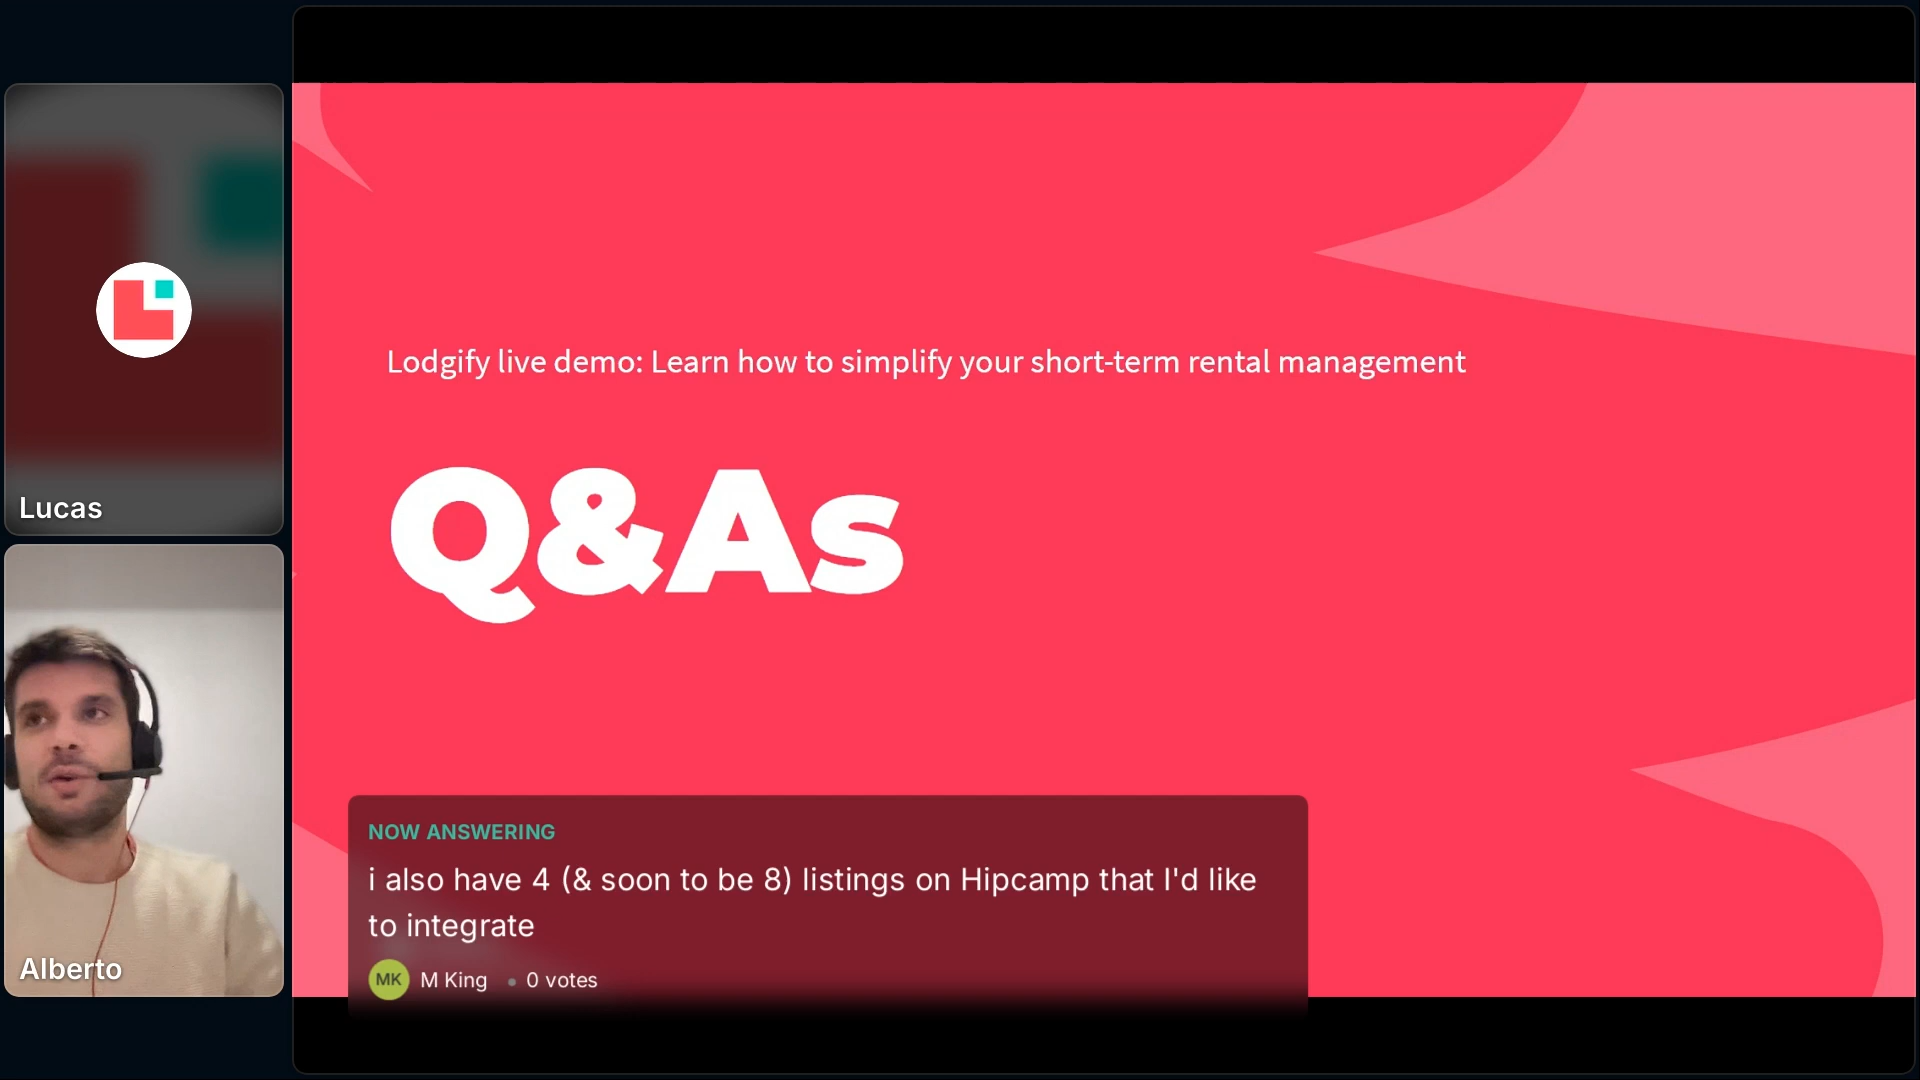 Lucas
Alberto
Lodgify live demo: Learn how to simplify your short-term rental management
Q&As
NOW ANSWERING
i also have 4 (& soon to be 8) listings on Hipcamp that I'd like
to integrate
MK M King • 0 votes